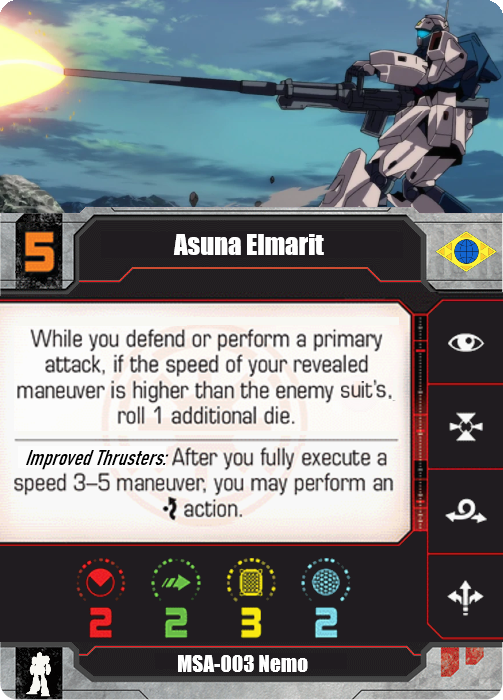 5
Asuna Elmarit
While you defend or perform a primary
attack, if the speed of your revealed
maneuver is higher than the enemy suit's,
roll 1 additional die.
Improved Thrusters: After you fully execute a
speed 3–5 maneuver, you may perform an
action.
2 2 3 2
MSA-003 Nemo